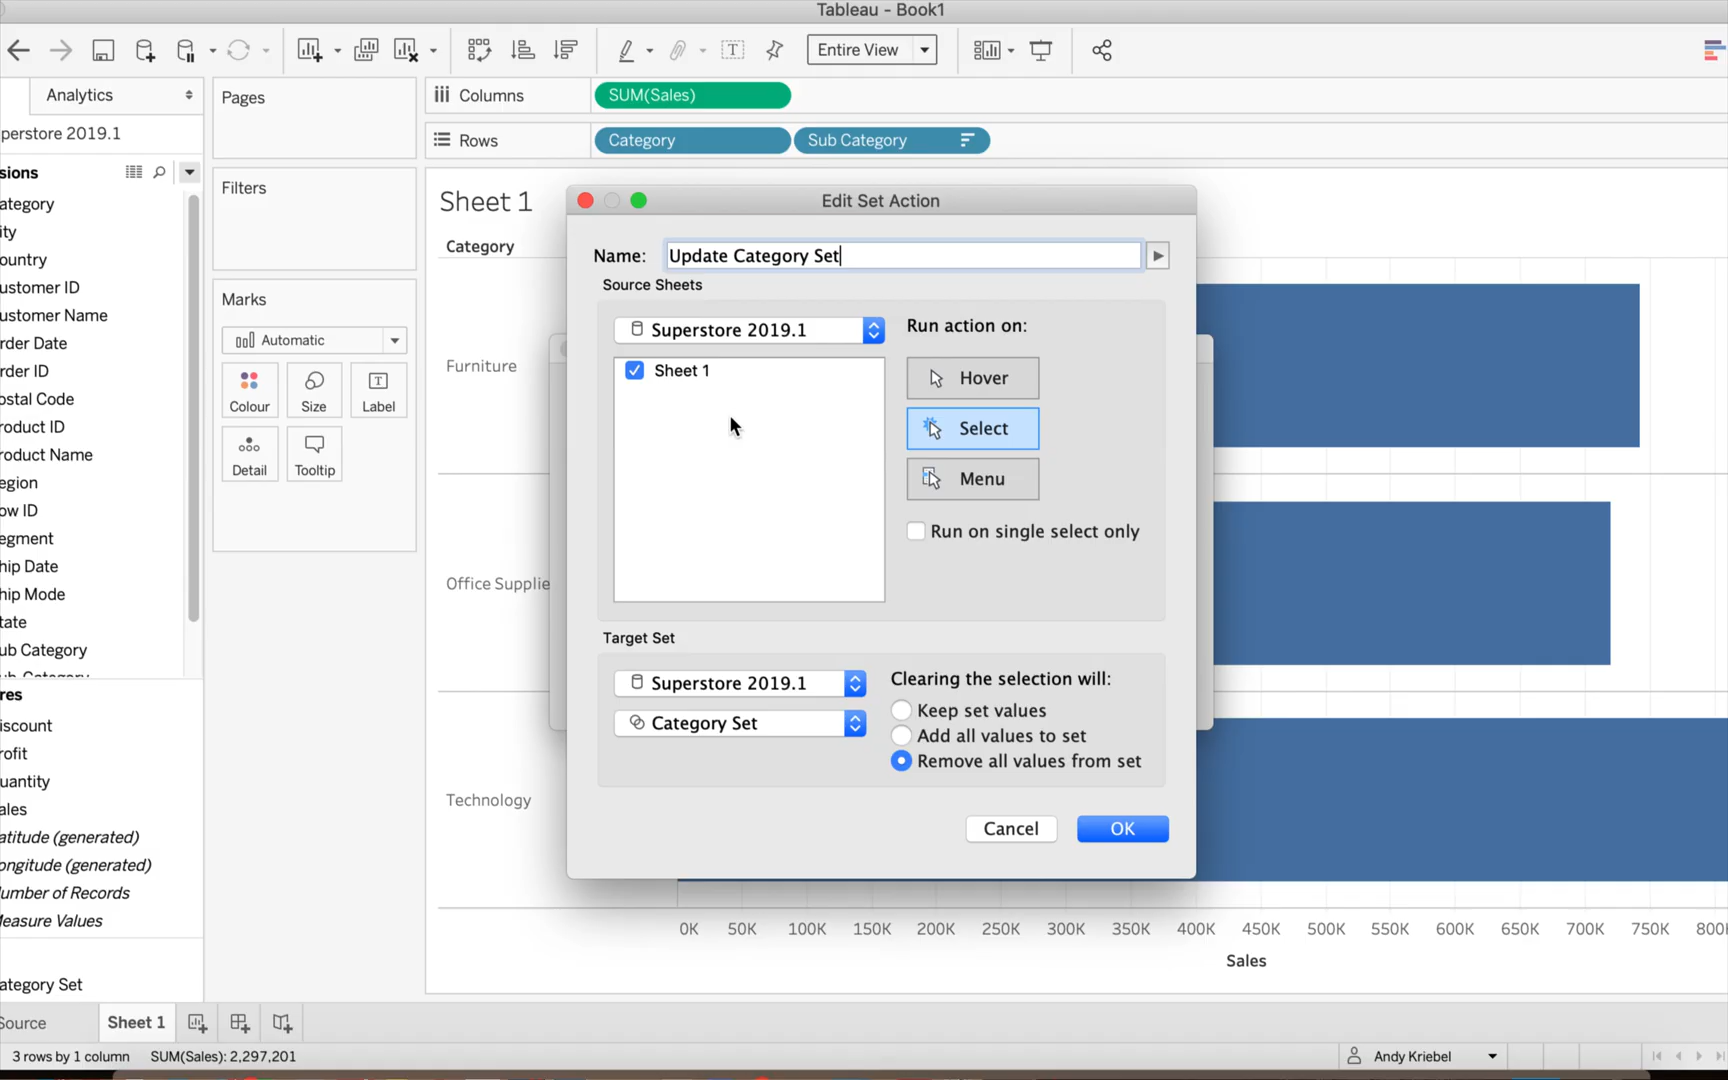 Tableau - Book1
Entire View
Analytics
perstore 2019.1
sions
ategory
ity
ountry
ustomer ID
ustomer Name
rder Date
rder ID
ostal Code
roduct ID
roduct Name
egion
ow ID
egment
hip Date
hip Mode
tate
ub Category
res
iscount
rofit
uantity
ales
atitude (generated)
ongitude (generated)
umber of Records
easure Values
ategory Set
Pages
Filters
Marks
Automatic
Colour
Size
Label
Detail
Tooltip
Columns
SUM(Sales)
Rows
Category
Sub Category
Sheet 1
Category
Furniture
Office Supplie
Technology
Edit Set Action
Name:
Update Category Set
Source Sheets
Superstore 2019.1
Sheet 1
Run action on:
Hover
Select
Menu
Run on single select only
Target Set
Superstore 2019.1
Category Set
Clearing the selection will:
Keep set values
Add all values to set
Remove all values from set
Cancel
OK
0K 50K 100K 150K 200K 250K 300K 350K 400K 450K 500K 550K 600K 650K 700K 750K 800K
Sales
Source
Sheet 1
3 rows by 1 column
SUM(Sales): 2,297,201
Andy Kriebel